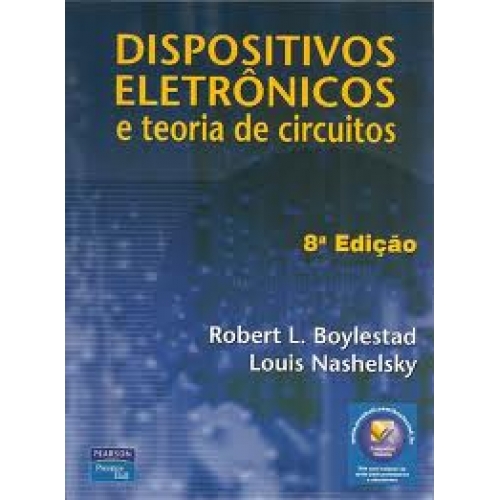 DISPOSITIVOS
ELETRÔNICOS
e teoria de circuitos
8ª Edição
Robert L. Boylestad
Louis Nashelsky
PEARSON
Prentice
Hall